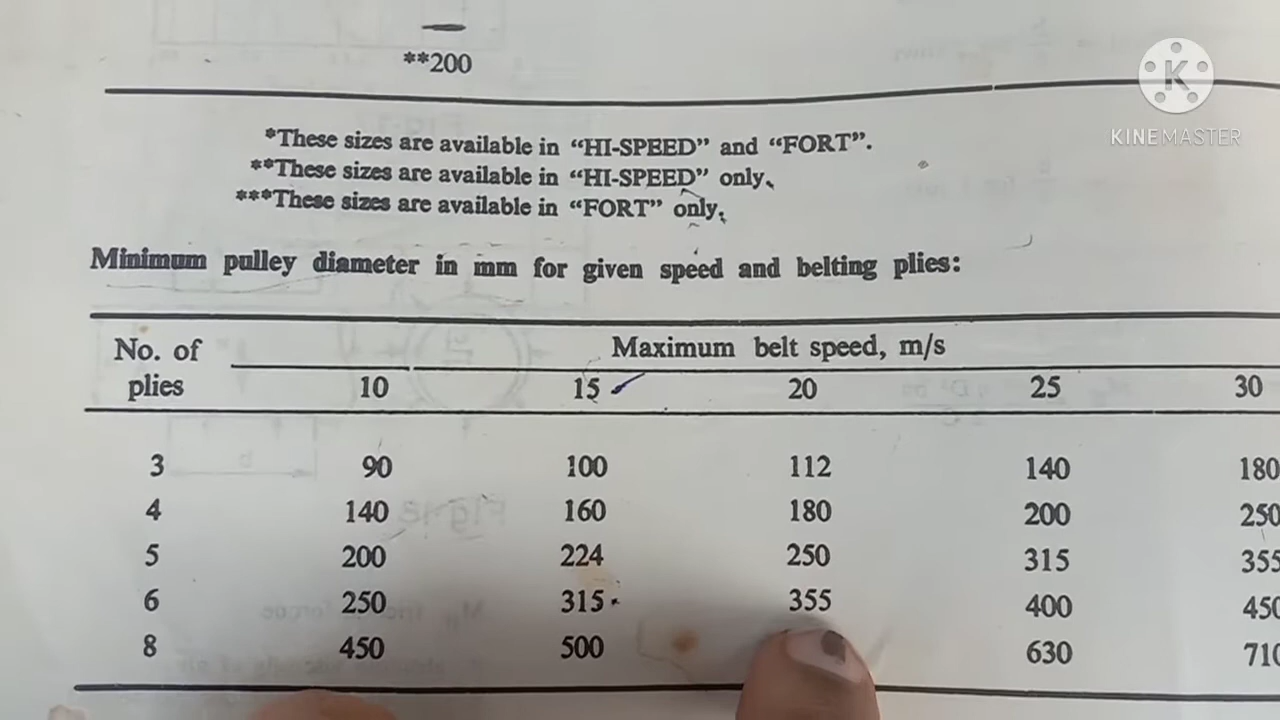 **200
K
KINEMASTER
*These sizes are available in “HI-SPEED” and “FORT”.
**These sizes are available in “HI-SPEED” only.
***These sizes are available in “FORT” only.
Minimum pulley diameter in mm for given speed and belting plies:
No. of plies
Maximum belt speed, m/s
10 15 20 25 30
3 90 100 112 140 180
4 140 160 180 200 250
5 200 224 250 315 355
6 250 315 355 400 450
8 450 500 630 710